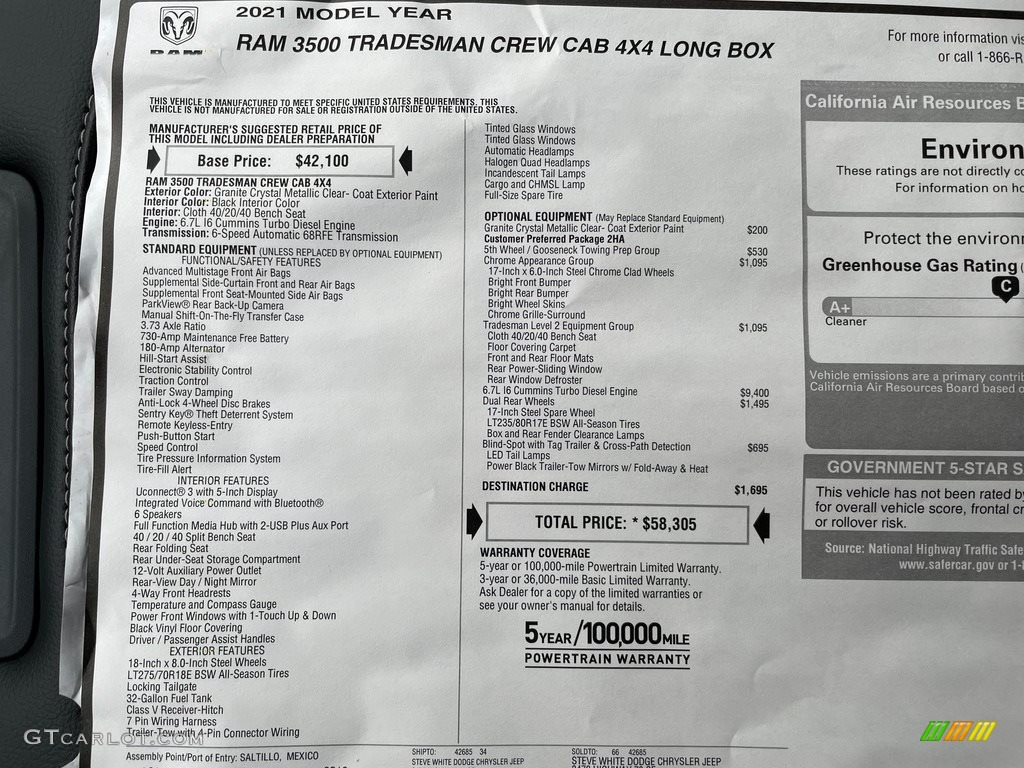 2021 MODEL YEAR
RAM
RAM 3500 TRADESMAN CREW CAB 4X4 LONG BOX
For more information vis
or call 1-866-R
THIS VEHICLE IS MANUFACTURED TO MEET SPECIFIC UNITED STATES REQUIREMENTS. THIS
VEHICLE IS NOT MANUFACTURED FOR SALE OR REGISTRATION OUTSIDE OF THE UNITED STATES.
MANUFACTURER'S SUGGESTED RETAIL PRICE OF
THIS MODEL INCLUDING DEALER PREPARATION
Base Price: $42,100
RAM 3500 TRADESMAN CREW CAB 4X4
Exterior Color: Granite Crystal Metallic Clear- Coat Exterior Paint
Interior Color: Black Interior Color
Interior: Cloth 40/20/40 Bench Seat
Engine: 6.7L I6 Cummins Turbo Diesel Engine
Transmission: 6-Speed Automatic 68RFE Transmission
STANDARD EQUIPMENT (UNLESS REPLACED BY OPTIONAL EQUIPMENT)
FUNCTIONAL/SAFETY FEATURES
Advanced Multistage Front Air Bags
Supplemental Side-Curtain Front and Rear Air Bags
Supplemental Front Seat-Mounted Side Air Bags
ParkView® Rear Back-Up Camera
Manual Shift-On-The-Fly Transfer Case
3.73 Axle Ratio
730-Amp Maintenance Free Battery
180-Amp Alternator
Hill-Start Assist
Electronic Stability Control
Traction Control
Trailer Sway Damping
Anti-Lock 4-Wheel Disc Brakes
Sentry Key® Theft Deterrent System
Remote Keyless-Entry
Push-Button Start
Speed Control
Tire Pressure Information System
Tire-Fill Alert
INTERIOR FEATURES
Uconnect® 3 with 5-Inch Display
Integrated Voice Command with Bluetooth®
6 Speakers
Full Function Media Hub with 2-USB Plus Aux Port
40 / 20 / 40 Split Bench Seat
Rear Folding Seat
Rear Under-Seat Storage Compartment
12-Volt Auxiliary Power Outlet
Rear-View Day / Night Mirror
4-Way Front Headrests
Temperature and Compass Gauge
Power Front Windows with 1-Touch Up & Down
Black Vinyl Floor Covering
Driver / Passenger Assist Handles
EXTERIOR FEATURES
18-Inch x 8.0-Inch Steel Wheels
LT275/70R18E BSW All-Season Tires
Locking Tailgate
32-Gallon Fuel Tank
Class V Receiver-Hitch
7 Pin Wiring Harness
Trailer-Tow with 4-Pin Connector Wiring
Tinted Glass Windows
Tinted Glass Windows
Automatic Headlamps
Halogen Quad Headlamps
Incandescent Tail Lamps
Cargo and CHMSL Lamp
Full-Size Spare Tire
OPTIONAL EQUIPMENT (May Replace Standard Equipment)
Granite Crystal Metallic Clear- Coat Exterior Paint $200
Customer Preferred Package 2HA
5th Wheel / Gooseneck Towing Prep Group $530
Chrome Appearance Group $1,095
17-Inch x 6.0-Inch Steel Chrome Clad Wheels
Bright Front Bumper
Bright Rear Bumper
Bright Wheel Skins
Chrome Grille-Surround
Tradesman Level 2 Equipment Group $1,095
Cloth 40/20/40 Bench Seat
Floor Covering Carpet
Front and Rear Floor Mats
Rear Power-Sliding Window
Rear Window Defroster
6.7L I6 Cummins Turbo Diesel Engine $9,400
Dual Rear Wheels $1,495
17-Inch Steel Spare Wheel
LT235/80R17E BSW All-Season Tires
Box and Rear Fender Clearance Lamps
Blind-Spot with Tag Trailer & Cross-Path Detection $695
LED Tail Lamps
Power Black Trailer-Tow Mirrors w/ Fold-Away & Heat
DESTINATION CHARGE $1,695
TOTAL PRICE: * $58,305
WARRANTY COVERAGE
5-year or 100,000-mile Powertrain Limited Warranty.
3-year or 36,000-mile Basic Limited Warranty.
Ask Dealer for a copy of the limited warranties or
see your owner's manual for details.
5YEAR/100,000MILE
POWERTRAIN WARRANTY
California Air Resources B
Environ
These ratings are not directly co
For information on ho
Protect the environm
Greenhouse Gas Rating
C
A+
Cleaner
Vehicle emissions are a primary contrib
California Air Resources Board based o
GOVERNMENT 5-STAR S
This vehicle has not been rated by
for overall vehicle score, frontal cr
or rollover risk.
Source: National Highway Traffic Safe
www.safercar.gov or 1-8
Assembly Point/Port of Entry: SALTILLO, MEXICO
SHIPTO: 42685 34
STEVE WHITE DODGE CHRYSLER JEEP
SOLDTO: 66 42685
STEVE WHITE DODGE CHRYSLER JEEP
GTCARLOT.COM